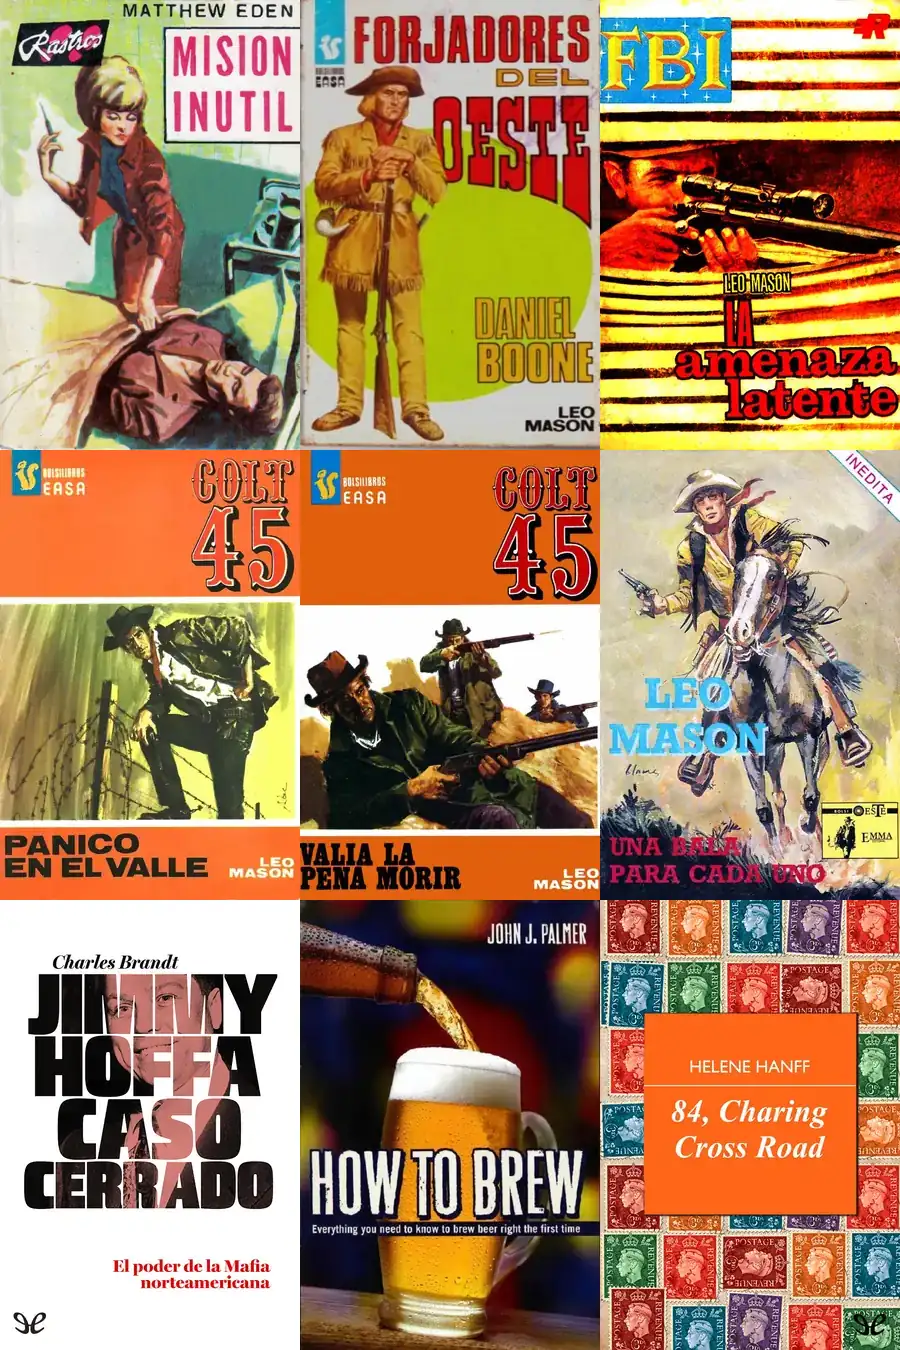 MATTHEW EDEN
Rastros
MISION
INUTIL
BOLSILIBROS
EASA
FORJADORES
DEL
OESTE
DANIEL
BOONE
LEO
MASON
R
FBI
LEO MASON
LA
amenaza
latente
BOLSILIBROS
EASA
COLT
45
PANICO
EN EL VALLE
LEO
MASON
BOLSILIBROS
EASA
COLT
45
VALIA LA
PENA MORIR
LEO
MASON
INEDITA
LEO
MASON
BOLSI OESTE
EMMA
UNA BALA
PARA CADA UNO
Charles Brandt
JIMMY
HOFFA
CASO
CERRADO
El poder de la Mafia
norteamericana
JOHN J. PALMER
HOW TO BREW
Everything you need to know to brew beer right the first time
HELENE HANFF
84, Charing
Cross Road
POSTAGE
REVENUE